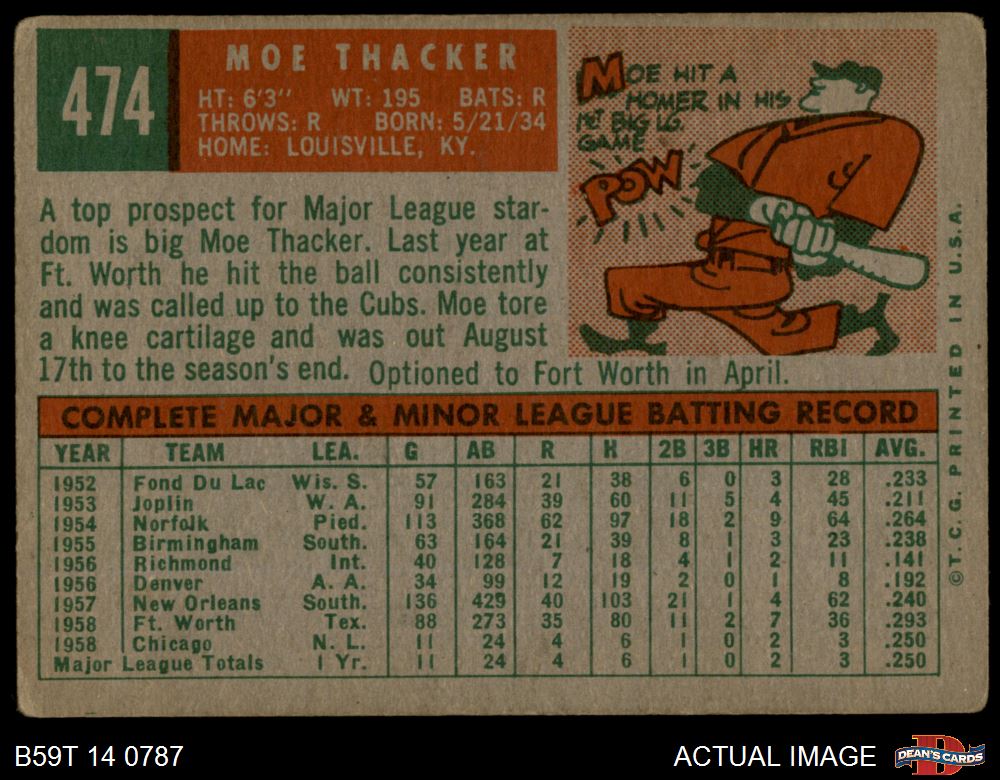 474
MOE THACKER
HT: 6'3" WT: 195 BATS: R
THROWS: R BORN: 5/21/34
HOME: LOUISVILLE, KY.
MOE HIT A
HOMER IN HIS
1ST BIG LG.
GAME
POW
A top prospect for Major League star-
dom is big Moe Thacker. Last year at
Ft. Worth he hit the ball consistently
and was called up to the Cubs. Moe tore
a knee cartilage and was out August
17th to the season's end. Optioned to Fort Worth in April.
COMPLETE MAJOR & MINOR LEAGUE BATTING RECORD
YEAR TEAM LEA. G AB R H 2B 3B HR RBI AVG.
1952 Fond Du Lac Wis. S. 57 163 21 38 6 0 3 28 .233
1953 Joplin W. A. 91 284 39 60 11 5 4 45 .211
1954 Norfolk Pied. 113 368 62 97 18 2 9 64 .264
1955 Birmingham South. 63 164 21 39 8 1 3 23 .238
1956 Richmond Int. 40 128 7 18 4 1 2 11 .141
1956 Denver A. A. 34 99 12 19 2 0 1 8 .192
1957 New Orleans South. 136 429 40 103 21 1 4 62 .240
1958 Ft. Worth Tex. 88 273 35 80 11 2 7 36 .293
1958 Chicago N. L. 11 24 4 6 1 0 2 3 .250
Major League Totals 1 Yr. 11 24 4 6 1 0 2 3 .250
© T. C. G. PRINTED IN U.S.A.
B59T 14 0787
ACTUAL IMAGE
D
DEAN'S CARDS